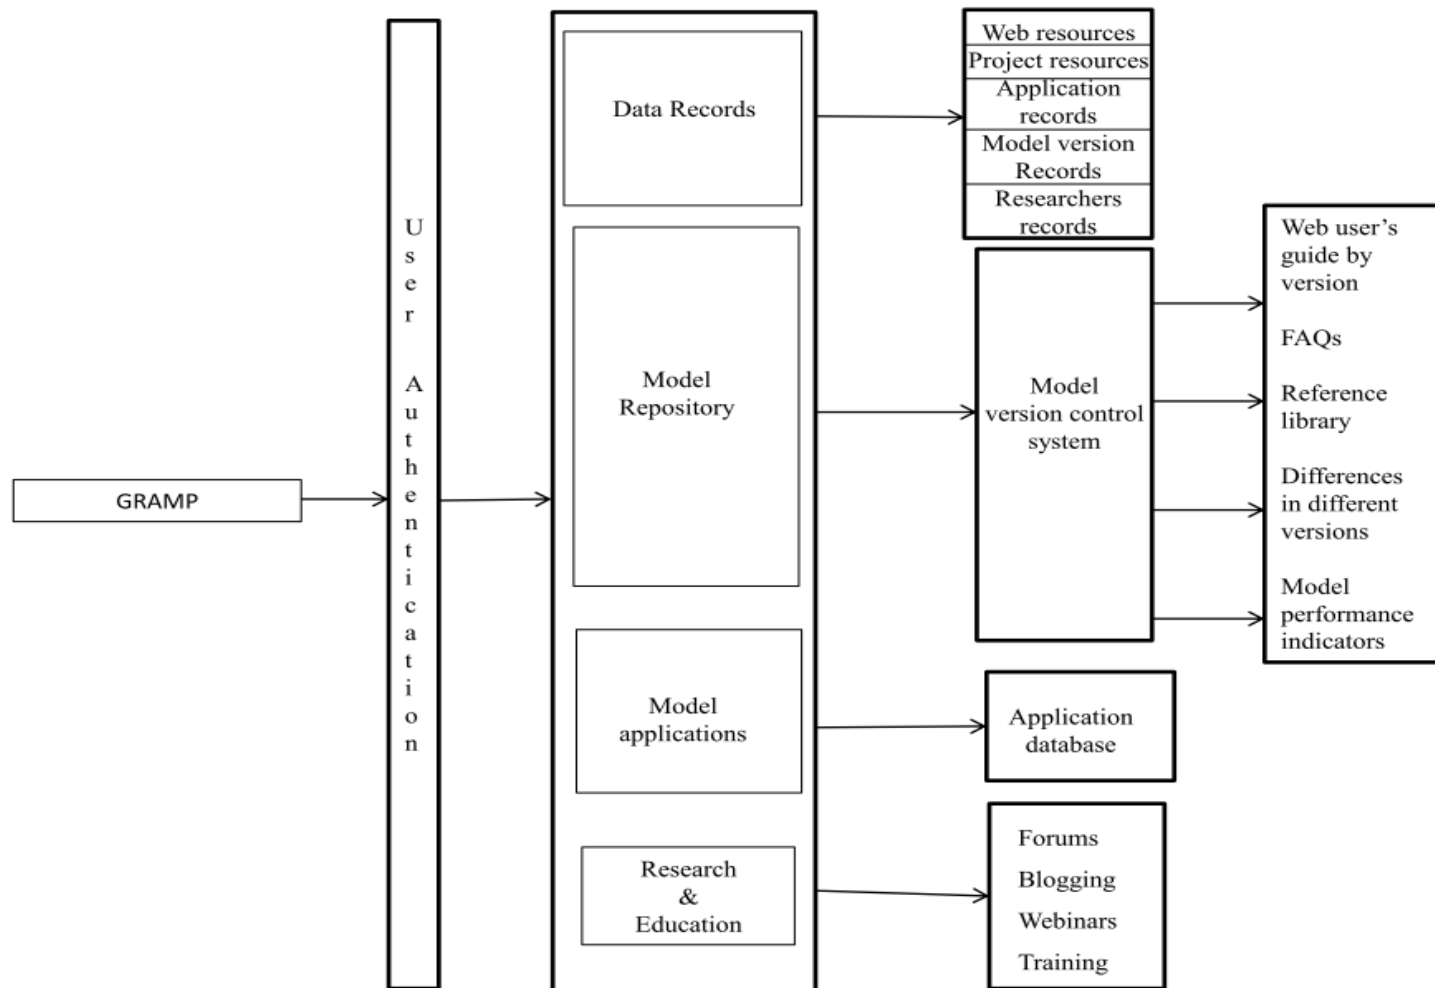 GRAMP
User Authentication
Data Records
Model
Repository
Model
applications
Research
&
Education
Web resources
Project resources
Application
records
Model version
Records
Researchers
records
Model
version control
system
Application
database
Forums
Blogging
Webinars
Training
Web user’s
guide by
version
FAQs
Reference
library
Differences
in different
versions
Model
performance
indicators